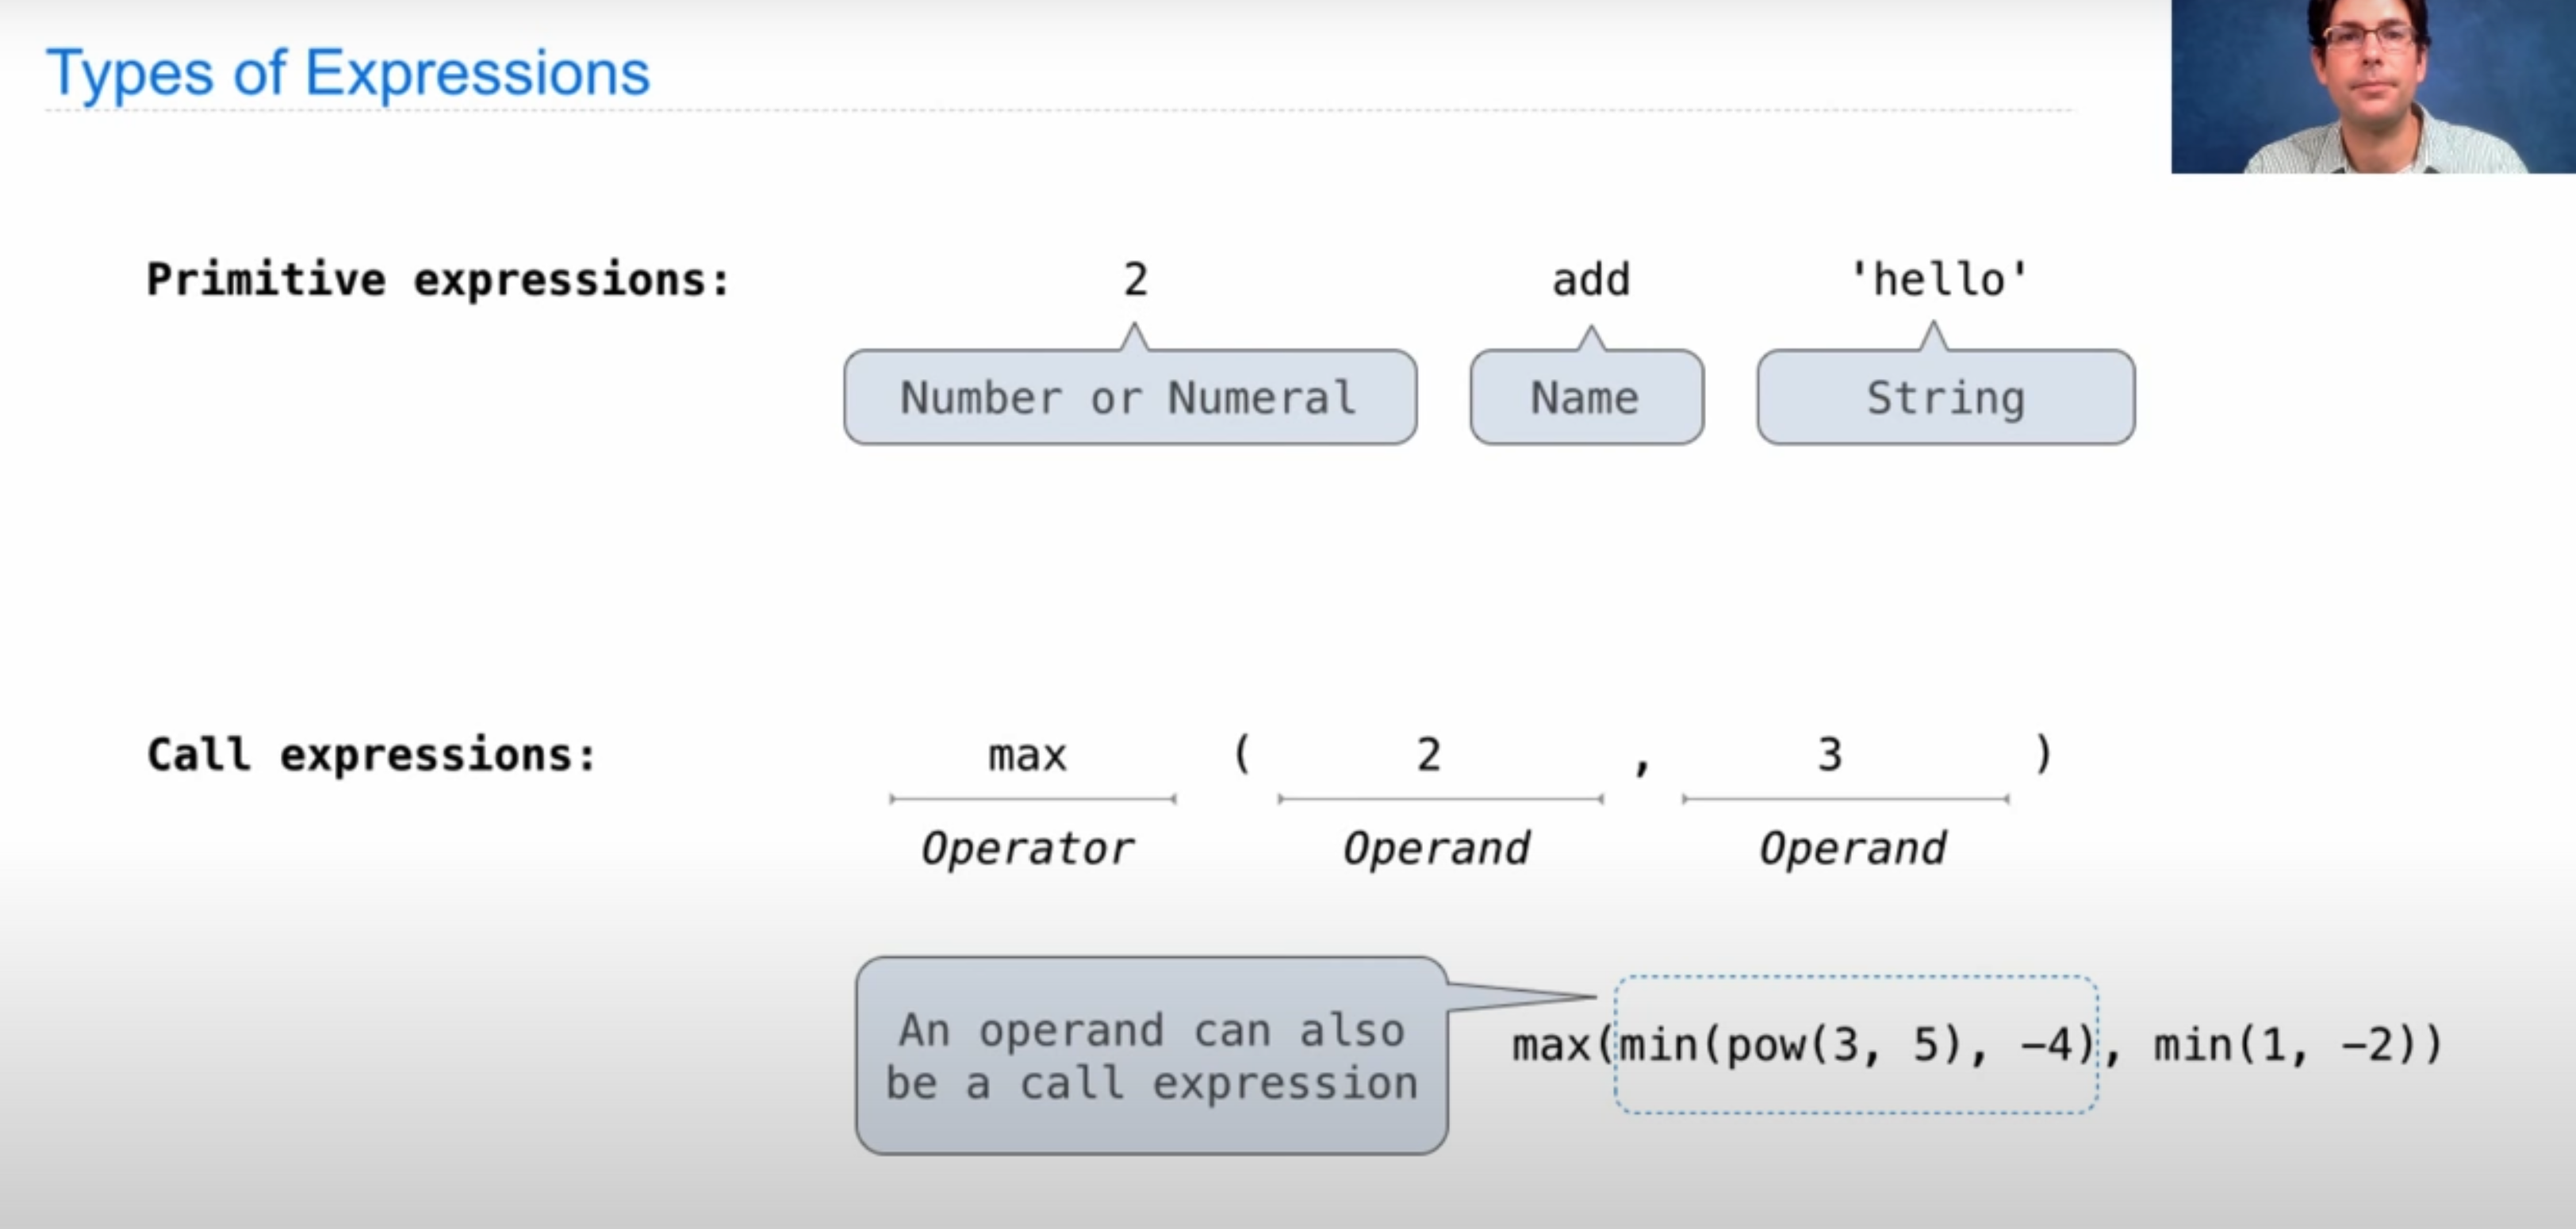 Types of Expressions
Primitive expressions: 2 add 'hello'
Number or Numeral Name String
Call expressions: max ( 2 , 3 )
Operator Operand Operand
An operand can also
be a call expression
max(min(pow(3, 5), −4), min(1, −2))